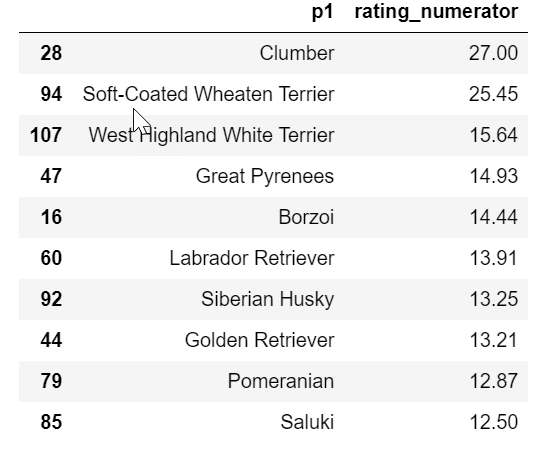 p1 rating_numerator
28 Clumber 27.00
94 Soft-Coated Wheaten Terrier 25.45
107 West Highland White Terrier 15.64
47 Great Pyrenees 14.93
16 Borzoi 14.44
60 Labrador Retriever 13.91
92 Siberian Husky 13.25
44 Golden Retriever 13.21
79 Pomeranian 12.87
85 Saluki 12.50